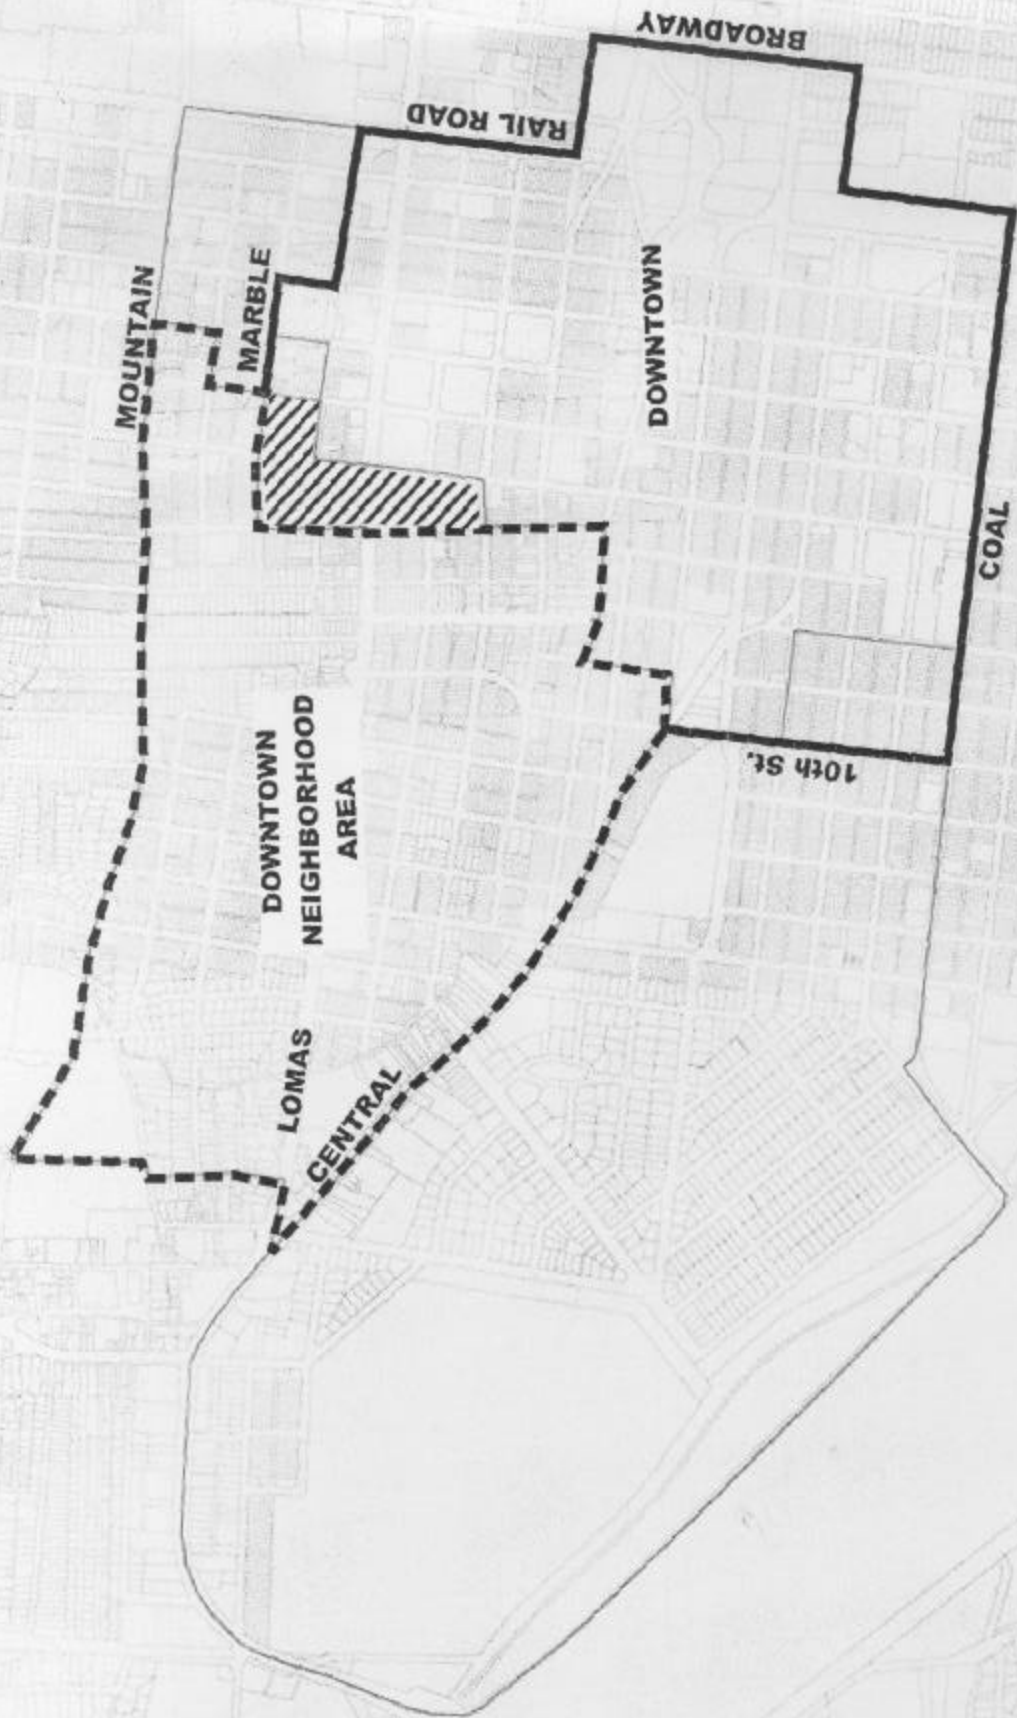 BROADWAY
RAIL ROAD
MOUNTAIN
MARBLE
DOWNTOWN
COAL
10th St.
DOWNTOWN
NEIGHBORHOOD
AREA
LOMAS
CENTRAL